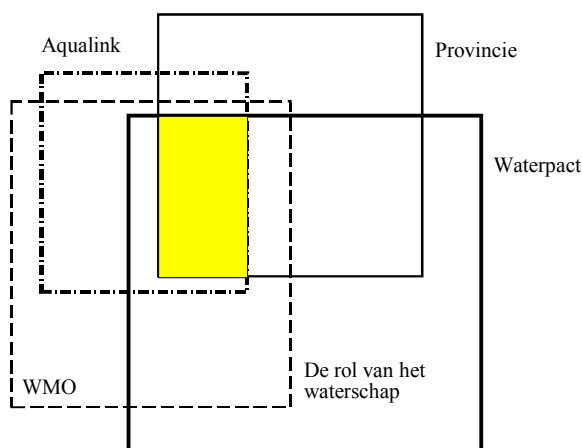 Aqualink
Provincie
Waterpact
De rol van het
waterschap
WMO